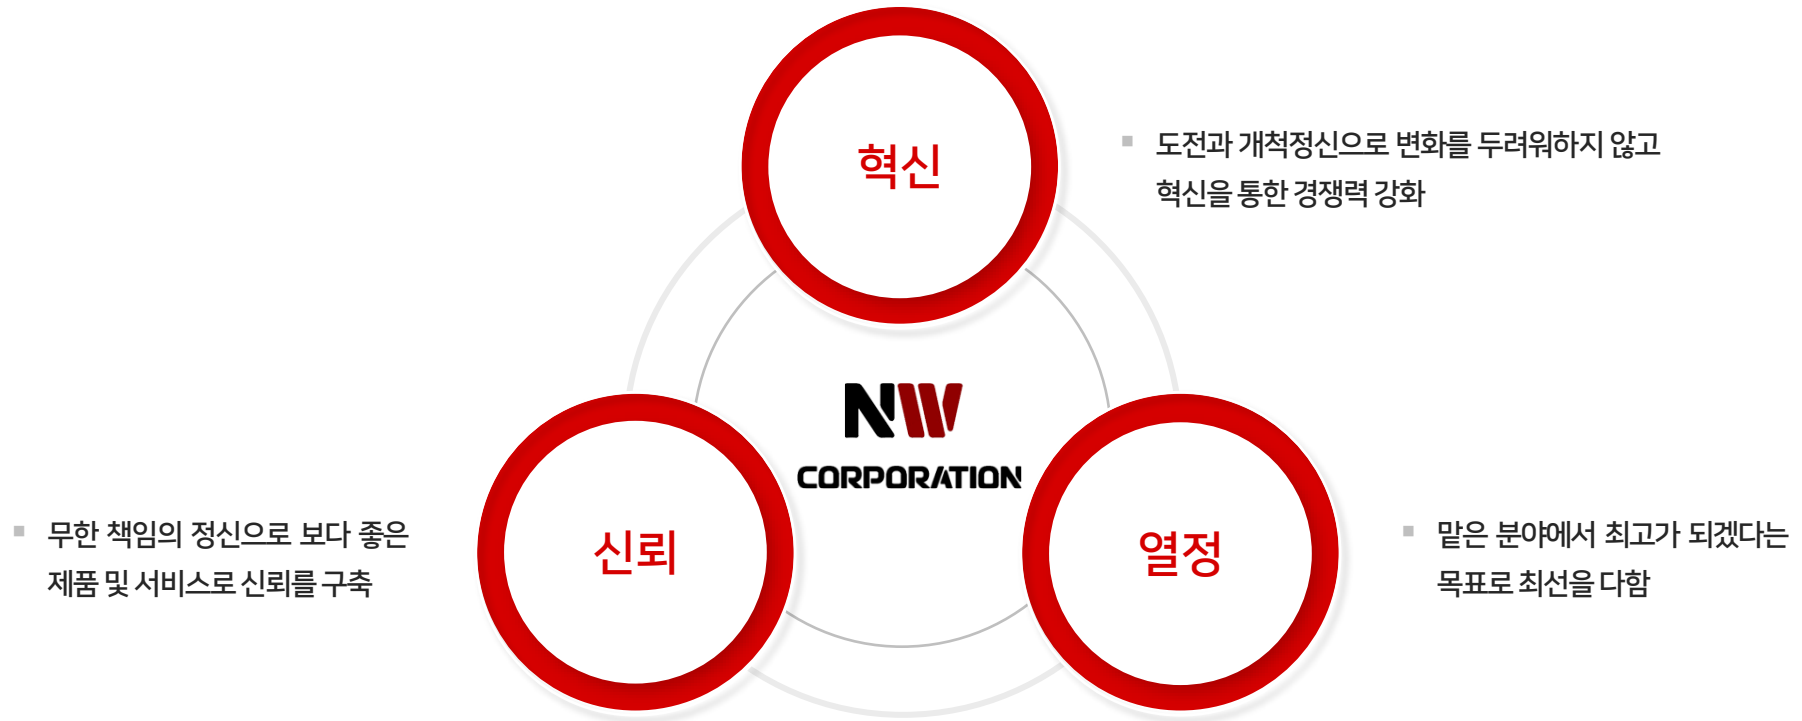 혁신
도전과 개척정신으로 변화를 두려워하지 않고
혁신을 통한 경쟁력 강화
NW
CORPORATION
신뢰
무한 책임의 정신으로 보다 좋은
제품 및 서비스로 신뢰를 구축
열정
맡은 분야에서 최고가 되겠다는
목표로 최선을 다함